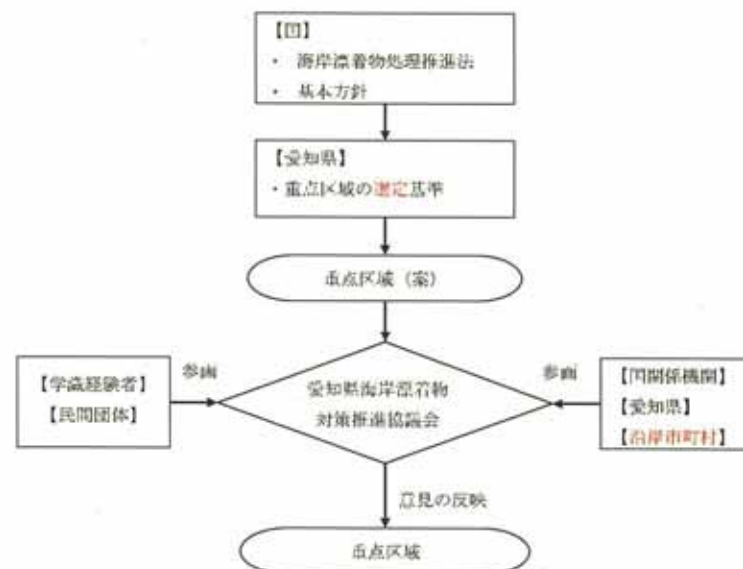 【国】
・ 海岸漂着物処理推進法
・ 基本方針
【愛知県】
・重点区域の選定基準
重点区域（案）
参画
参画
【学識経験者】
【民間団体】
愛知県海岸漂着物
対策推進協議会
【国関係機関】
【愛知県】
【沿岸市町村】
意見の反映
重点区域